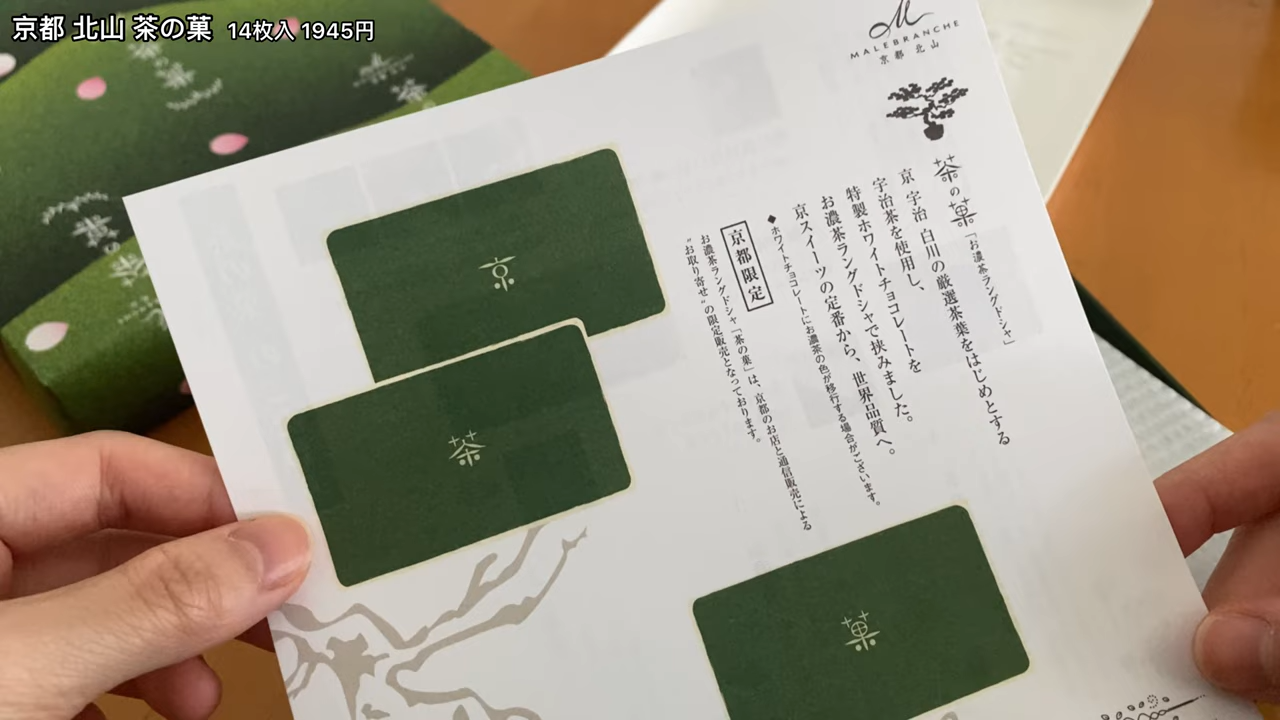 京都 北山 茶の菓 14枚入 1945円
MALEBRANCHE
京都 北山
茶の菓「お濃茶ラングドシャ」
京 宇治 白川の厳選茶葉をはじめとする
宇治茶を使用し、
特製ホワイトチョコレートを
お濃茶ラングドシャで挟みました。
京スイーツの定番から、世界品質へ。
◆ホワイトチョコレートにお濃茶の色が移行する場合がございます。
京都限定
お濃茶ラングドシャ「茶の菓」は、京都のお店と通信販売による
"お取り寄せ"の限定販売となっております。
京
茶
菓